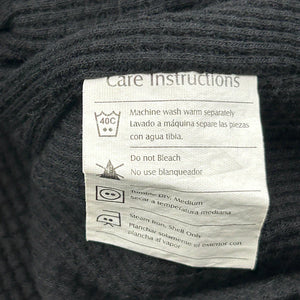 Care Instructions
40C
Machine wash warm separately
Lavado a máquina separe las piezas
con agua tibia.
Do not Bleach
No use blanqueador
Tumble Dry, Medium
Secar a temperatura mediana
Steam Iron, Shell Only
Planchar solamente el exterior con
plancha al vapor